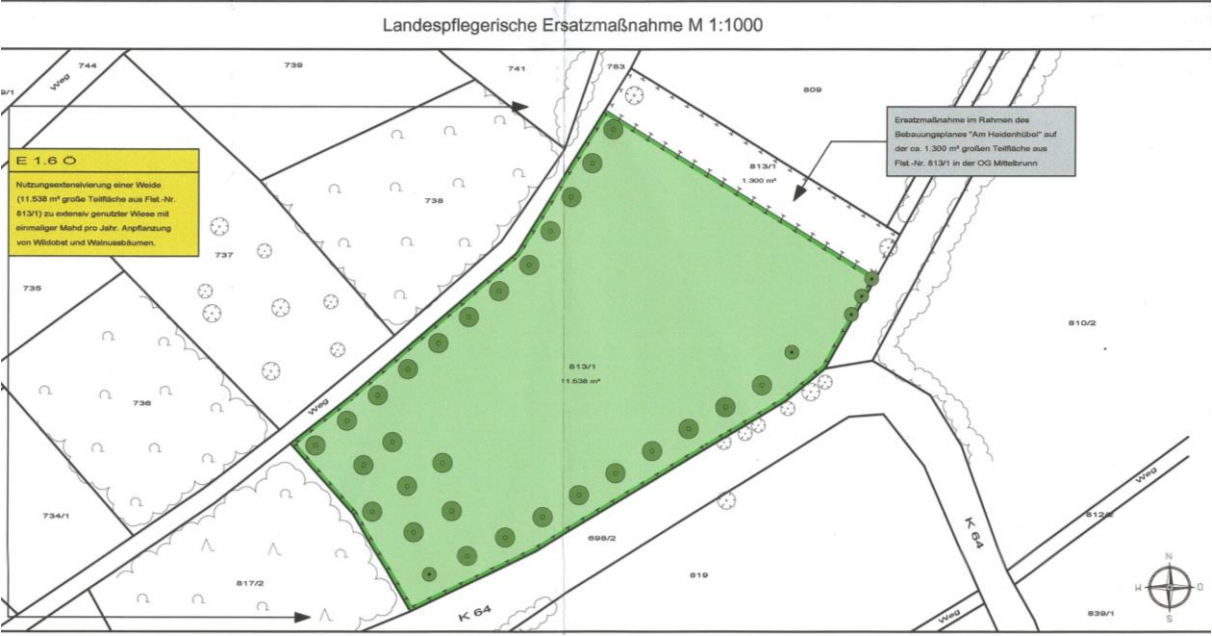 Landespflegerische Ersatzmaßnahme M 1:1000
744
739
741
783
809
9/1
Weg
Ersatzmaßnahme im Rahmen des
Bebauungsplanes "Am Heidenhübel" auf
der ca. 1.300 m² großen Teilfläche aus
Flst.-Nr. 813/1 in der OG Mittelbrunn
E 1.6 Ö
Nutzungsextensivierung einer Weide
(11.538 m² große Teilfläche aus Flst.-Nr.
813/1) zu extensiv genutzter Wiese mit
einmaliger Mahd pro Jahr. Anpflanzung
von Wildobst und Walnussbäumen.
813/1
1.300 m²
738
737
735
810/2
813/1
11.538 m²
736
Weg
734/1
Weg
K 64
698/2
819
817/2
K 64
Weg
839/1
N
W
O
S